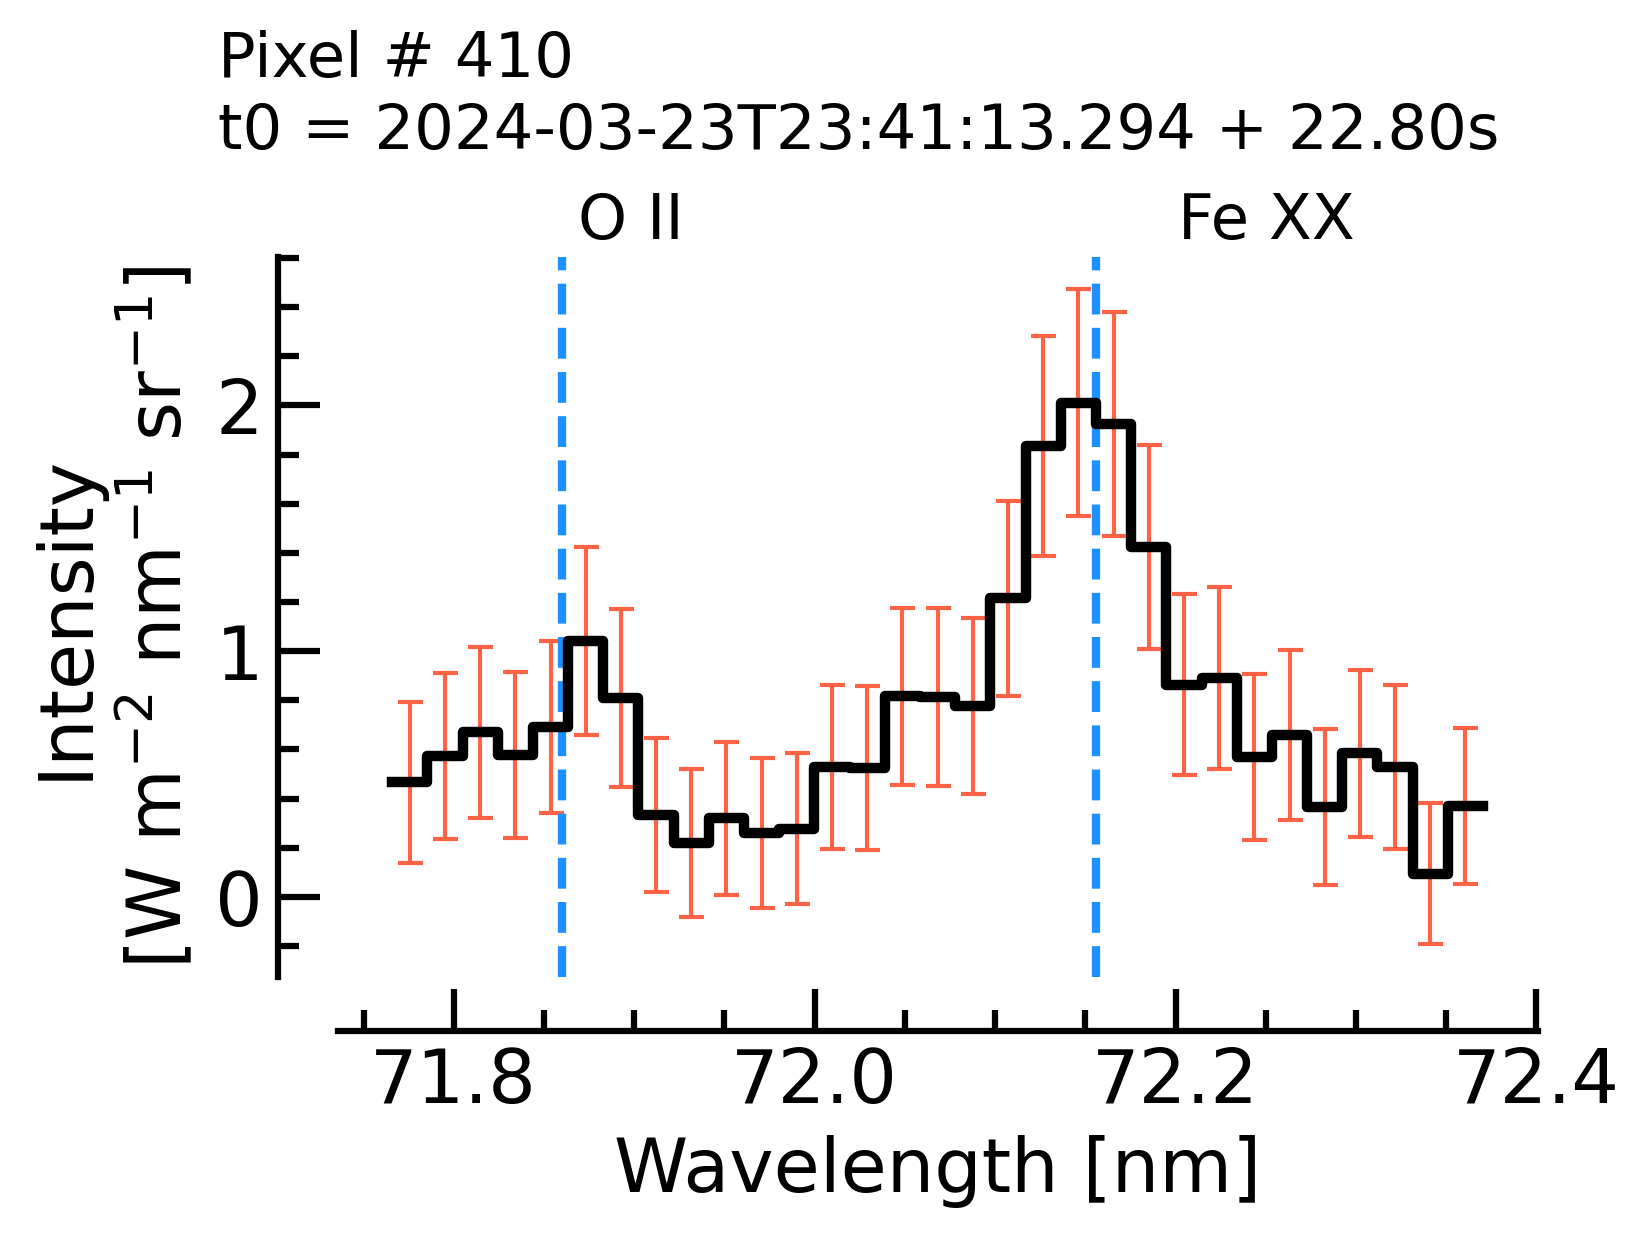 Pixel # 410
t0 = 2024-03-23T23:41:13.294 + 22.80s
O II Fe XX
Intensity
[W m⁻² nm⁻¹ sr⁻¹]
2
1
0
71.8 72.0 72.2 72.4
Wavelength [nm]